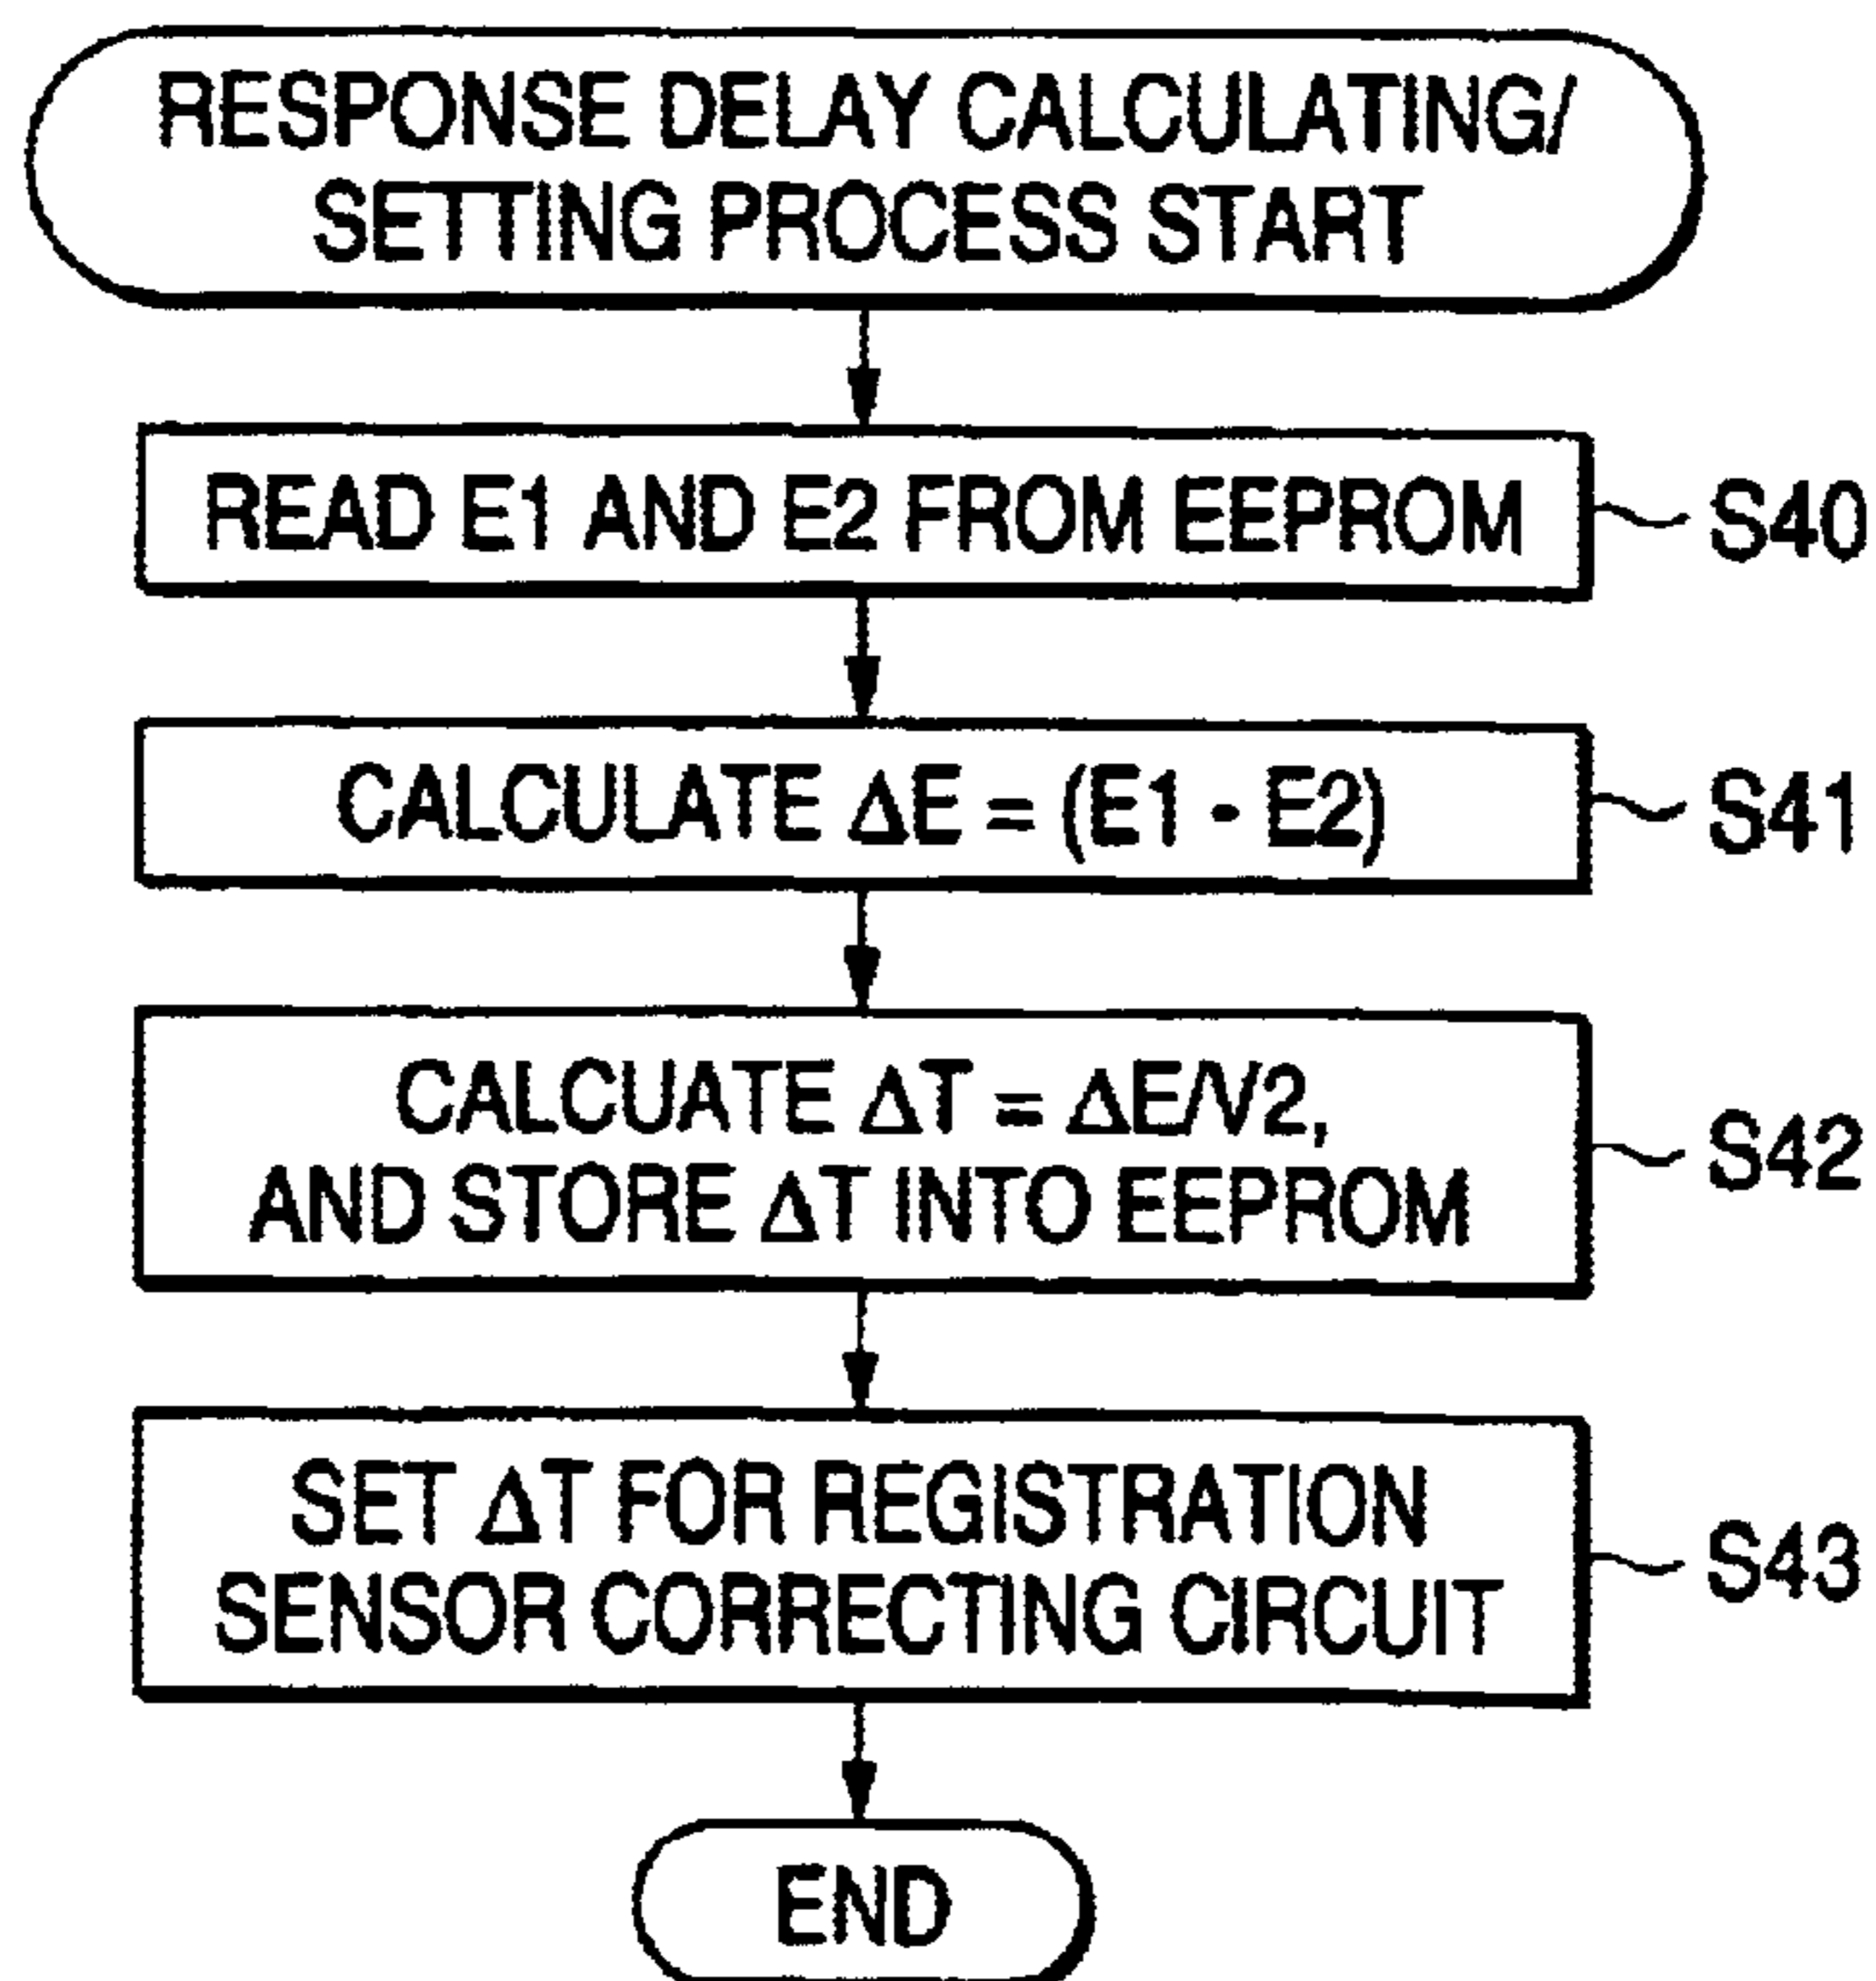 RESPONSE DELAY CALCULATING/
SETTING PROCESS START
READ E1 AND E2 FROM EEPROM
S40
CALCULATE ΔE = (E1 - E2)
S41
CALCUATE ΔT = ΔE/V2,
AND STORE ΔT INTO EEPROM
S42
SET ΔT FOR REGISTRATION
SENSOR CORRECTING CIRCUIT
S43
END